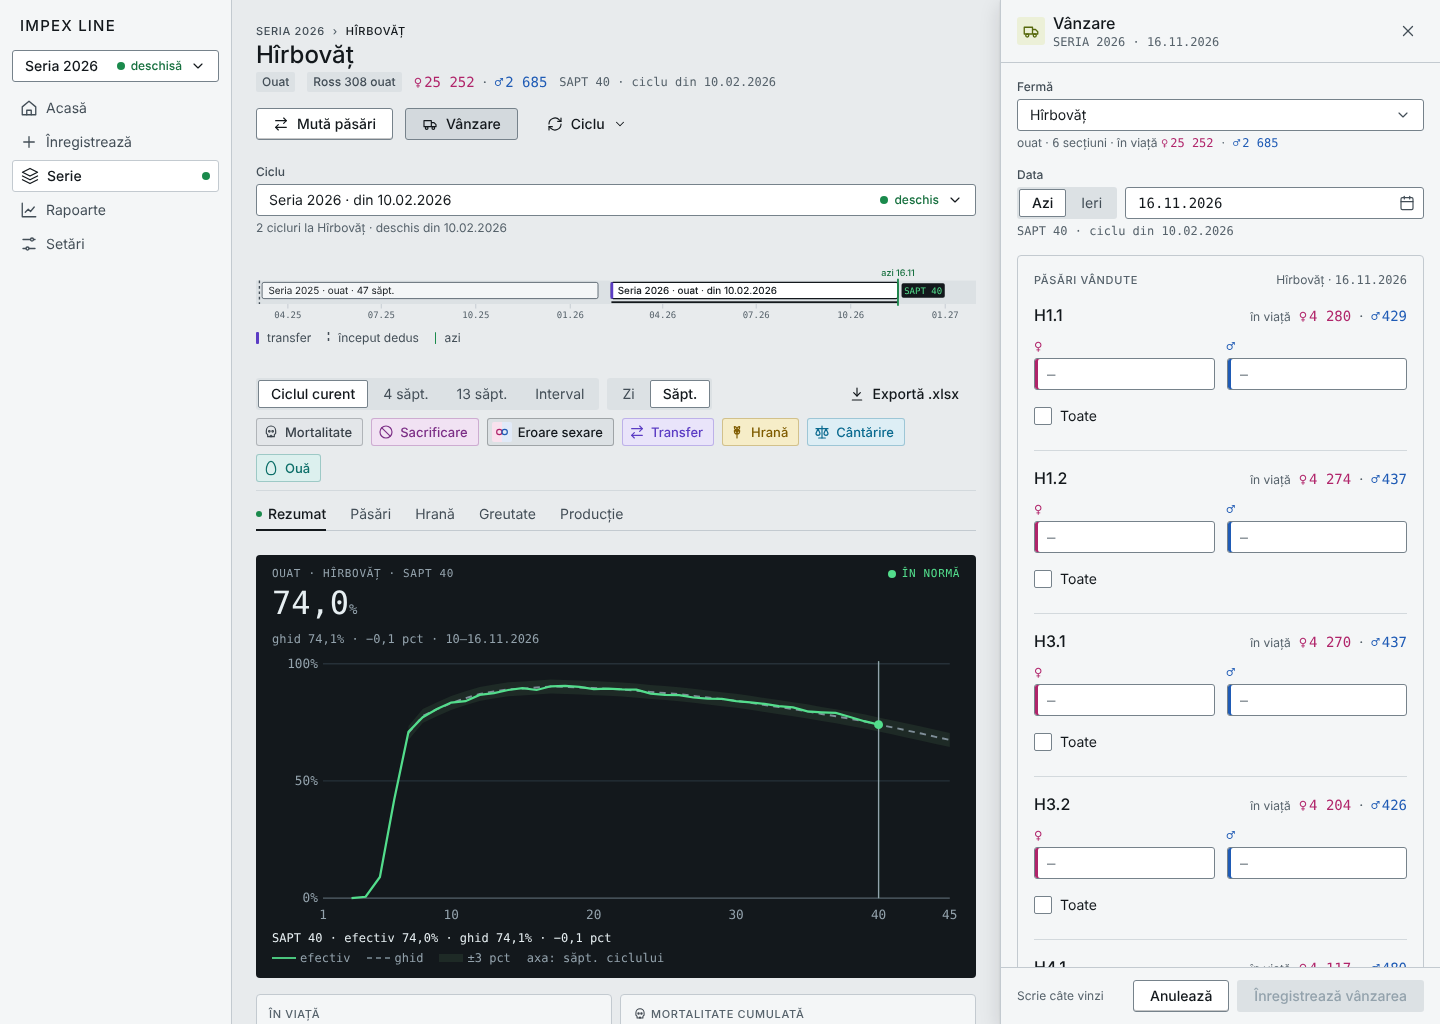 IMPEX LINE
Seria 2026 deschisă
Acasă
Înregistrează
Serie
Rapoarte
Setări
SERIA 2026 › HÎRBOVĂȚ
Hîrbovăț
Ouat Ross 308 ouat ♀25 252 · ♂2 685 SAPT 40 · ciclu din 10.02.2026
Mută păsări Vânzare Ciclu
Ciclu
Seria 2026 · din 10.02.2026 deschis
2 cicluri la Hîrbovăț · deschis din 10.02.2026
azi 16.11
Seria 2025 · ouat · 47 săpt. Seria 2026 · ouat · din 10.02.2026 SAPT 40
04.25 07.25 10.25 01.26 04.26 07.26 10.26 01.27
transfer început dedus azi
Ciclul curent 4 săpt. 13 săpt. Interval Zi Săpt. Exportă .xlsx
Mortalitate Sacrificare Eroare sexare Transfer Hrană Cântărire
Ouă
Rezumat Păsări Hrană Greutate Producție
OUAT · HÎRBOVĂȚ · SAPT 40 ÎN NORMĂ
74,0%
ghid 74,1% · −0,1 pct · 10–16.11.2026
100%
50%
0%
1 10 20 30 40 45
SAPT 40 · efectiv 74,0% · ghid 74,1% · −0,1 pct
efectiv ghid ±3 pct axa: săpt. ciclului
ÎN VIAȚĂ MORTALITATE CUMULATĂ
Vânzare
SERIA 2026 · 16.11.2026
Fermă
Hîrbovăț
ouat · 6 secțiuni · în viață ♀25 252 · ♂2 685
Data
Azi Ieri 16.11.2026
SAPT 40 · ciclu din 10.02.2026
PĂSĂRI VÂNDUTE Hîrbovăț · 16.11.2026
H1.1 în viață ♀4 280 · ♂429
♀ ♂
– –
Toate
H1.2 în viață ♀4 274 · ♂437
♀ ♂
– –
Toate
H3.1 în viață ♀4 270 · ♂437
♀ ♂
– –
Toate
H3.2 în viață ♀4 204 · ♂426
♀ ♂
– –
Toate
H4.1 în viață ♀4 117 · ♂480
Scrie câte vinzi Anulează Înregistrează vânzarea